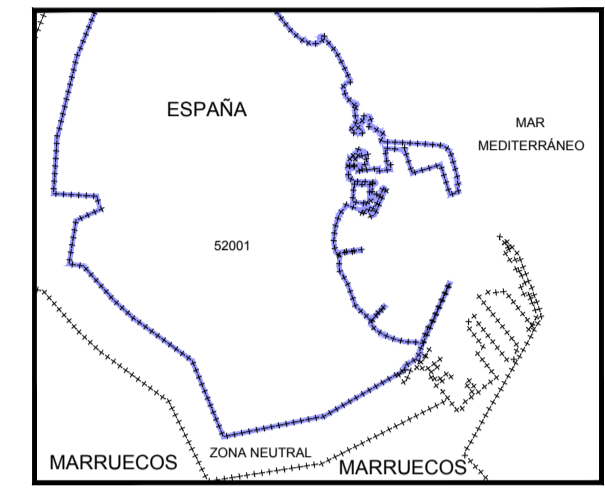 ESPAÑA
MAR
MEDITERRÁNEO
52001
ZONA NEUTRAL
MARRUECOS
MARRUECOS